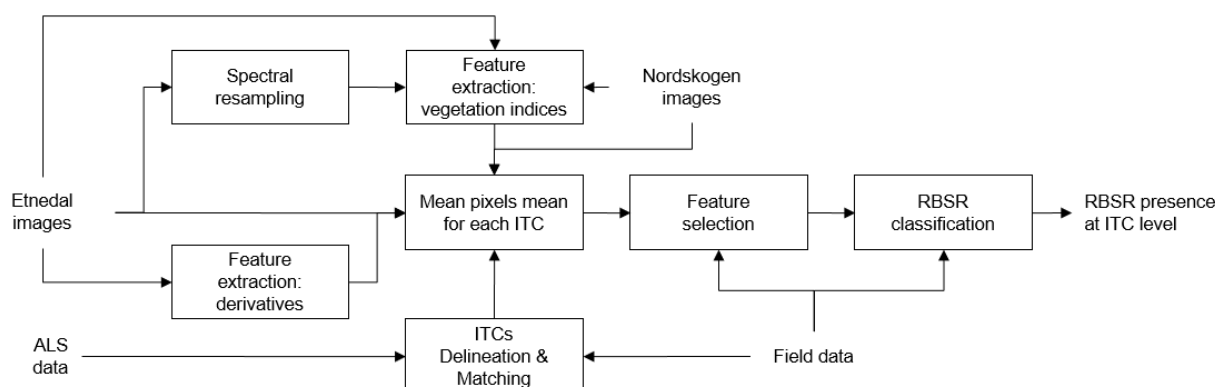 Spectral
resampling
Feature
extraction:
vegetation indices
Nordskogen
images
Etnedal
images
Mean pixels mean
for each ITC
Feature
selection
RBSR
classification
RBSR presence
at ITC level
Feature
extraction:
derivatives
ALS
data
ITCs
Delineation &
Matching
Field data